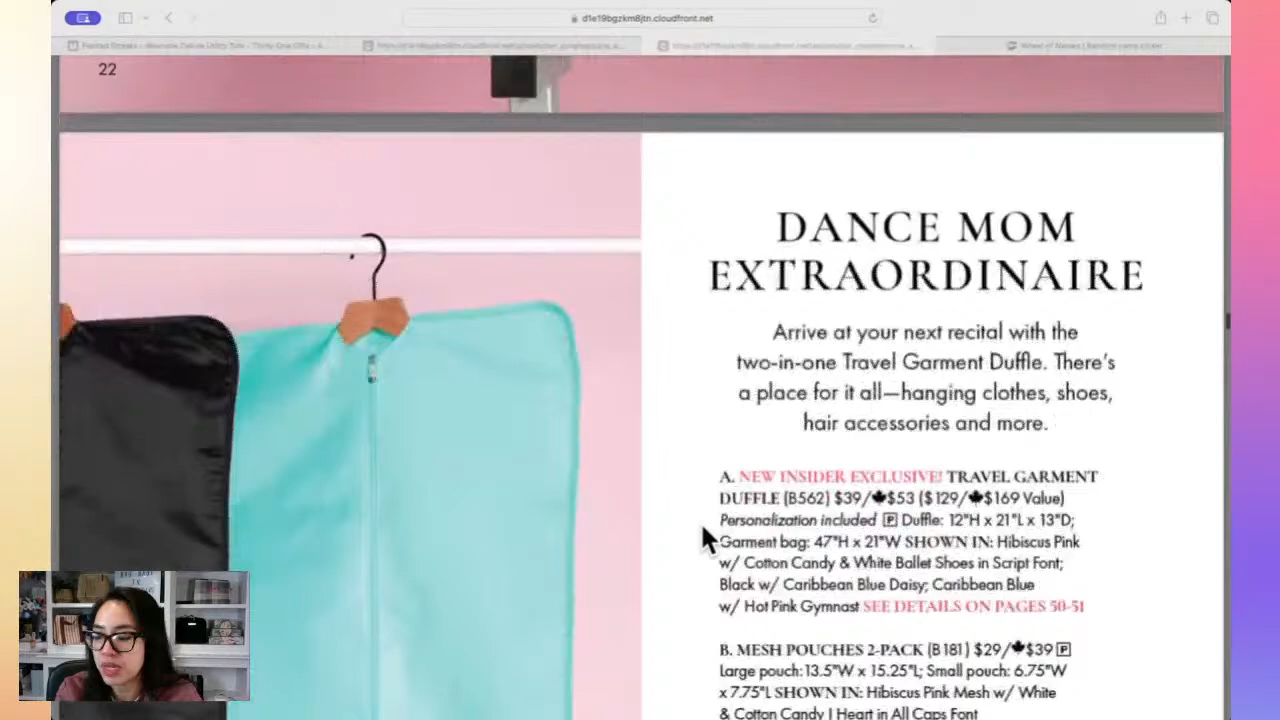 d1e19bgzkm8jtn.cloudfront.net
22
DANCE MOM
EXTRAORDINAIRE
Arrive at your next recital with the
two-in-one Travel Garment Duffle. There's
a place for it all—hanging clothes, shoes,
hair accessories and more.
A. NEW INSIDER EXCLUSIVE! TRAVEL GARMENT
DUFFLE (B562) $39/🍁$53 ($129/🍁$169 Value)
Personalization included P Duffle: 12"H x 21"L x 13"D;
Garment bag: 47"H x 21"W SHOWN IN: Hibiscus Pink
w/ Cotton Candy & White Ballet Shoes in Script Font;
Black w/ Caribbean Blue Daisy; Caribbean Blue
w/ Hot Pink Gymnast SEE DETAILS ON PAGES 50-51
B. MESH POUCHES 2-PACK (B181) $29/🍁$39 P
Large pouch:13.5"W x 15.25"L; Small pouch: 6.75"W
x 7.75"L SHOWN IN: Hibiscus Pink Mesh w/ White
& Cotton Candy I Heart in All Caps Font